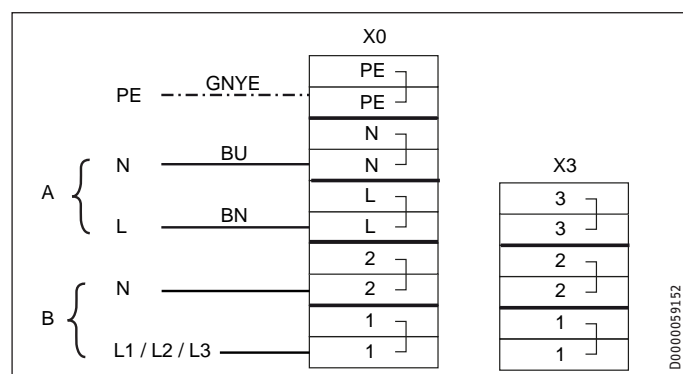 X0
PE
GNYE
PE
PE
N
A
N
BU
N
X3
L
3
L
BN
L
3
2
2
B
N
2
2
1
1
L1 / L2 / L3
1
1
D0000059152